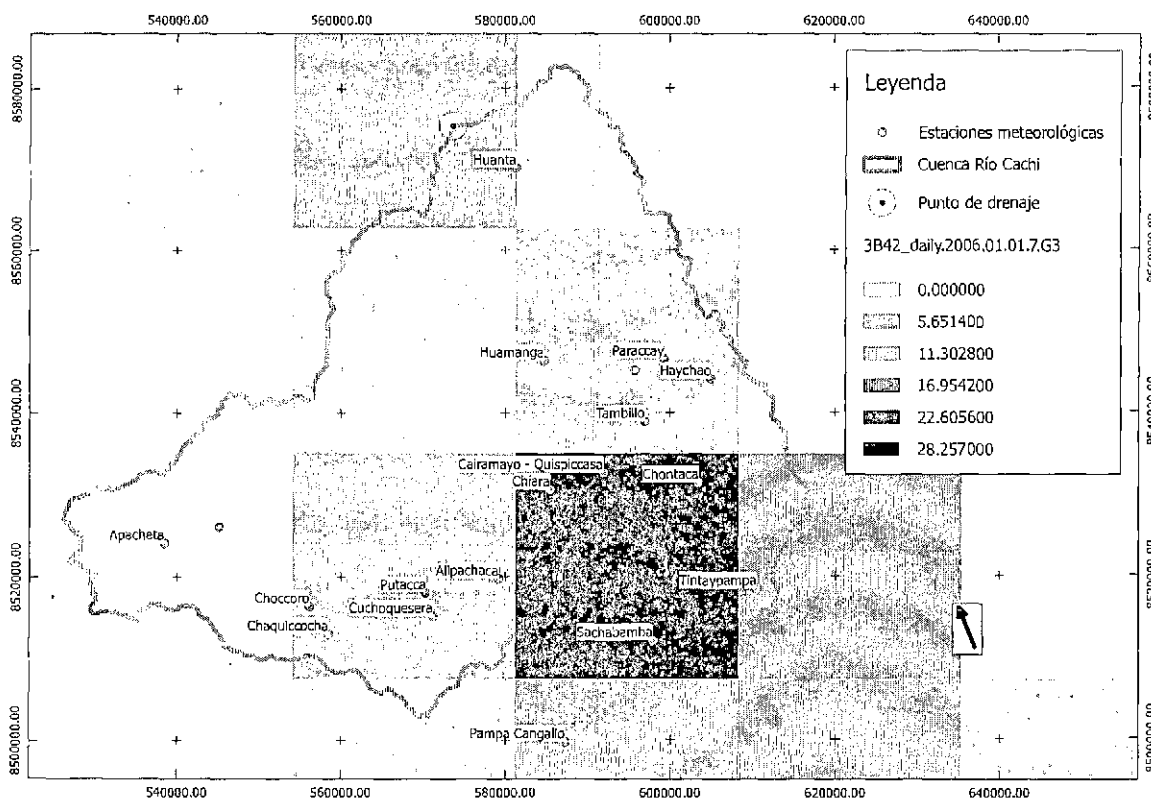 540000.00 560000.00 580000.00 600000.00 620000.00 640000.00
8580000.00
8560000.00
8540000.00
8520000.00
8500000.00
Leyenda
Estaciones meteorológicas
Cuenca Río Cachi
Punto de drenaje
3B42_daily.2006.01.01.7.G3
0.000000
5.651400
11.302800
16.954200
22.605600
28.257000
Huanta
Huamanga
Paraccay
Haychao
Tambillo
Cairamayo - Quispiccasa
Chiara
Chontaca
Apacheta
Allpachaca
Putacca
Tintaypampa
Choccoro
Cuchoquesera
Chaquiccocha
Sachabamba
Pampa Cangallo
8520000.00
8500000.00
540000.00 560000.00 580000.00 600000.00 620000.00 640000.00